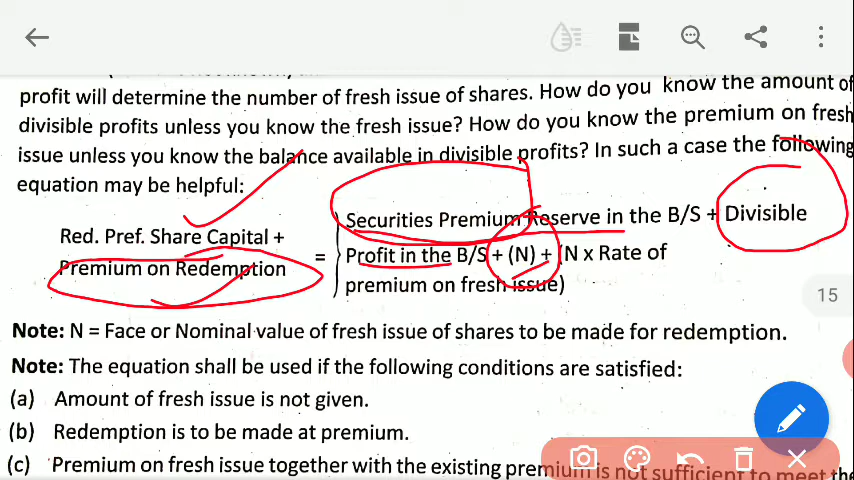 profit will determine the number of fresh issue of shares. How do you know the amount of
divisible profits unless you know the fresh issue? How do you know the premium on fresh
issue unless you know the balance available in divisible profits? In such a case the following
equation may be helpful:
Red. Pref. Share Capital +
Premium on Redemption
=
Securities Premium Reserve in the B/S + Divisible
Profit in the B/S + (N) + (N x Rate of
premium on fresh issue)
15
Note: N = Face or Nominal value of fresh issue of shares to be made for redemption.
Note: The equation shall be used if the following conditions are satisfied:
(a) Amount of fresh issue is not given.
(b) Redemption is to be made at premium.
(c) Premium on fresh issue together with the existing premium is not sufficient to meet the